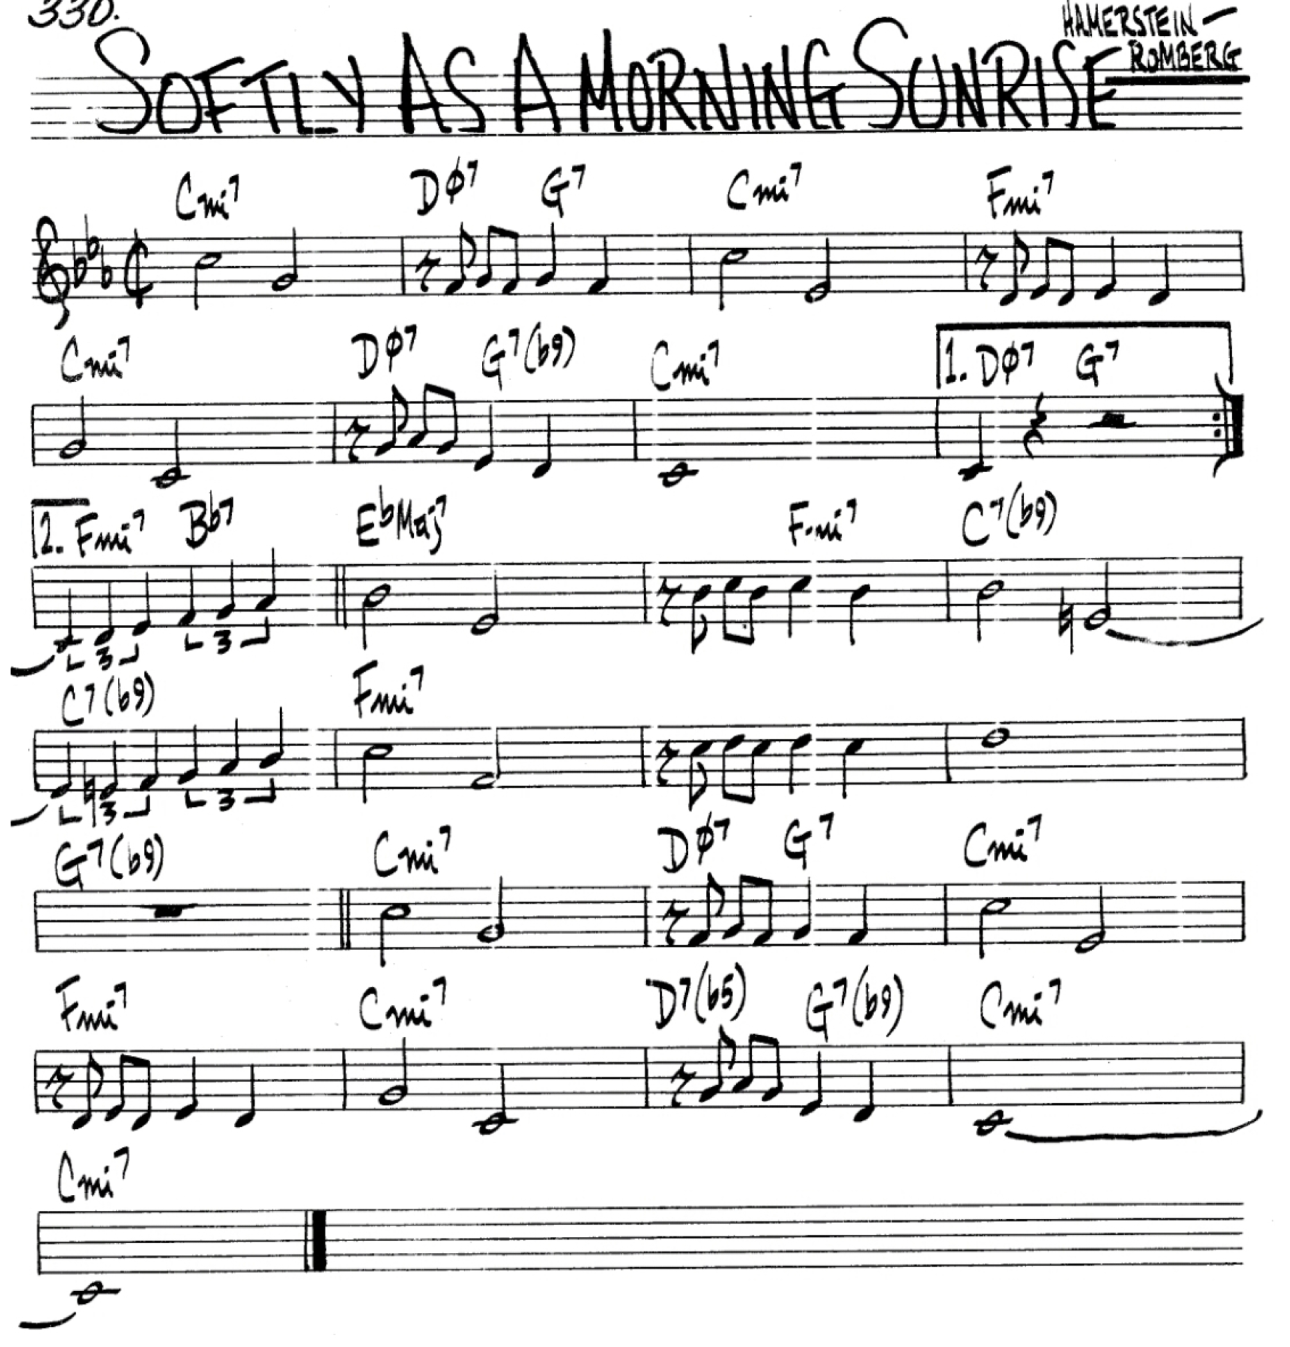 330.
HAMERSTEIN –
ROMBERG
SOFTLY AS A MORNING SUNRISE
Cmi7 DØ7 G7 Cmi7 Fmi7
Cmi7 DØ7 G7(b9) Cmi7 1. DØ7 G7
2. Fmi7 Bb7 EbMaj7 Fmi7 C7(b9)
3 3
C7(b9) Fmi7
3 3
G7(b9) Cmi7 DØ7 G7 Cmi7
Fmi7 Cmi7 D7(b5) G7(b9) Cmi7
Cmi7